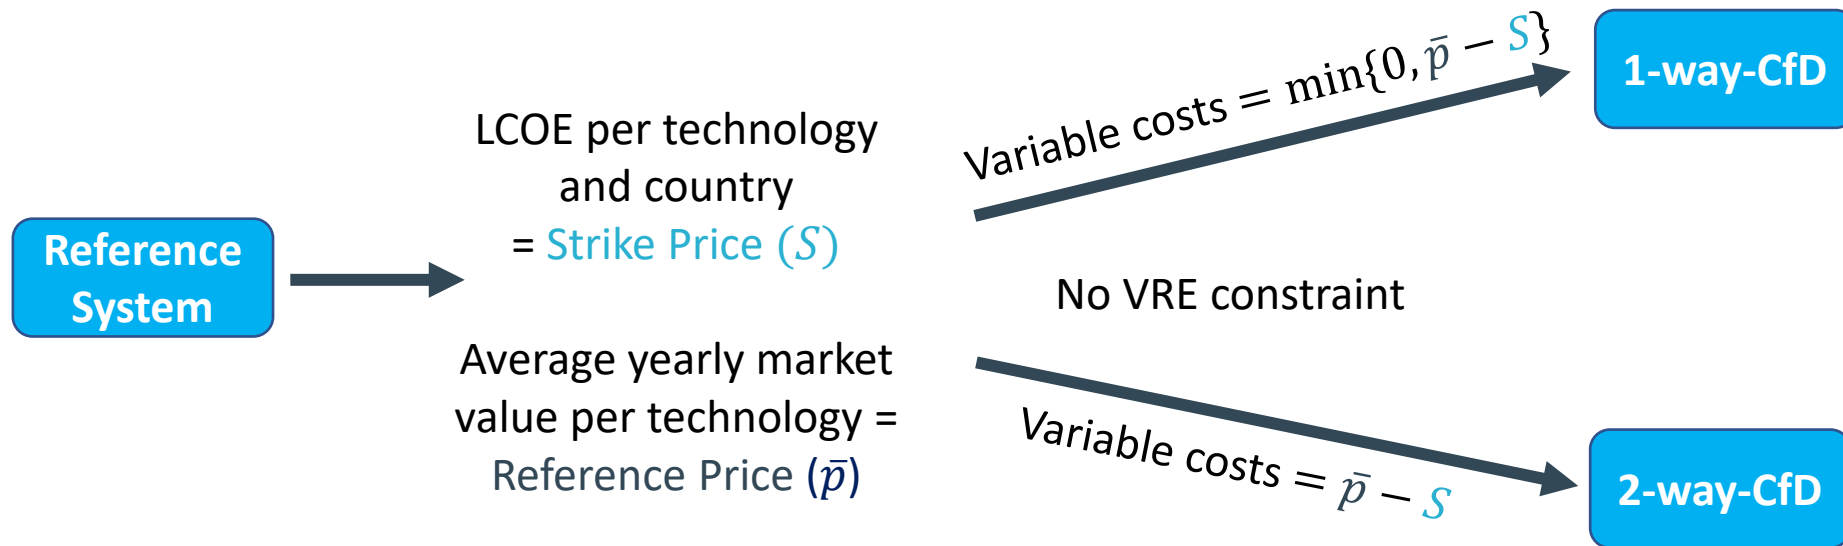 Reference
System
LCOE per technology
and country
= Strike Price (S)
Average yearly market
value per technology =
Reference Price (p̄)
Variable costs = min{0, p̄ − S}
No VRE constraint
Variable costs = p̄ − S
1-way-CfD
2-way-CfD